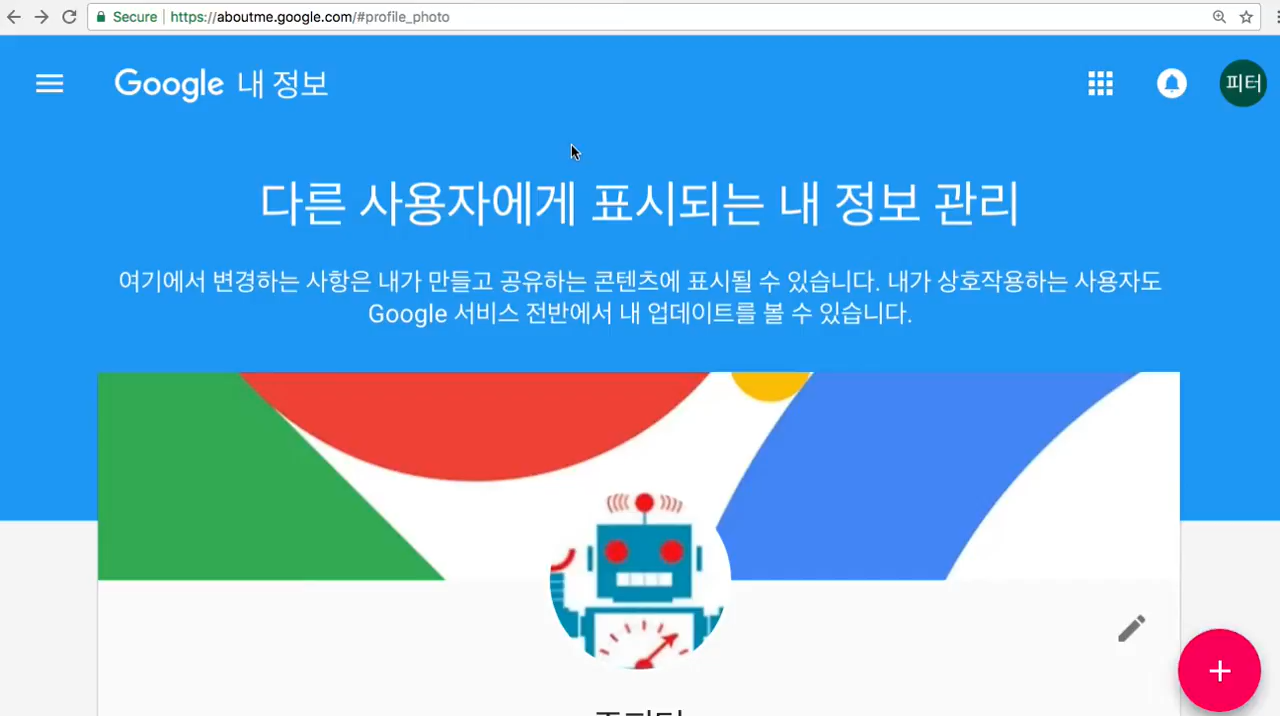 Secure https://aboutme.google.com/#profile_photo
Google 내 정보
피터
다른 사용자에게 표시되는 내 정보 관리
여기에서 변경하는 사항은 내가 만들고 공유하는 콘텐츠에 표시될 수 있습니다. 내가 상호작용하는 사용자도
Google 서비스 전반에서 내 업데이트를 볼 수 있습니다.